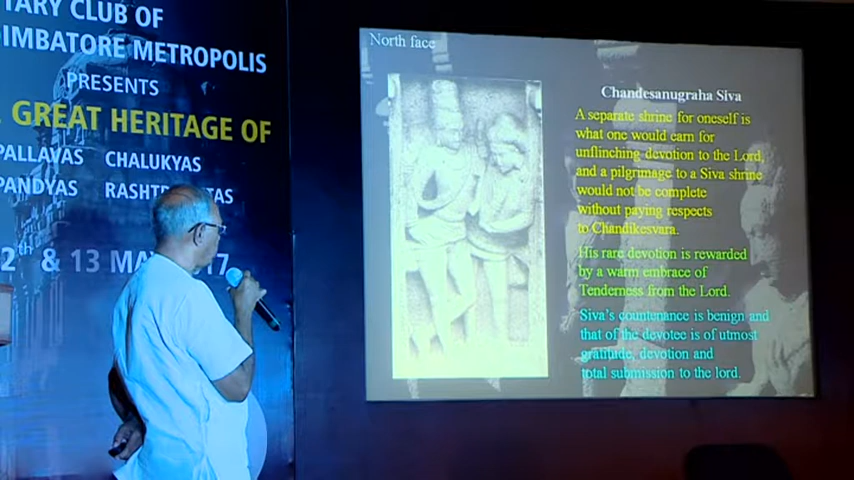 TARY CLUB OF
IMBATORE METROPOLIS
PRESENTS
GREAT HERITAGE OF
PALLAVAS CHALUKYAS
PANDYAS
& 13
North face
Chandesanugraha Siva
A separate shrine for oneself is
what one would earn for
unflinching devotion to the Lord,
and a pilgrimage to a Siva shrine
would not be complete
without paying respects
to Chandikesvara.
His rare devotion is rewarded
by a warm embrace of
Tenderness from the Lord.
Siva's countenance is benign and
that of the devotee is of utmost
gratitude, devotion and
total submission to the lord.